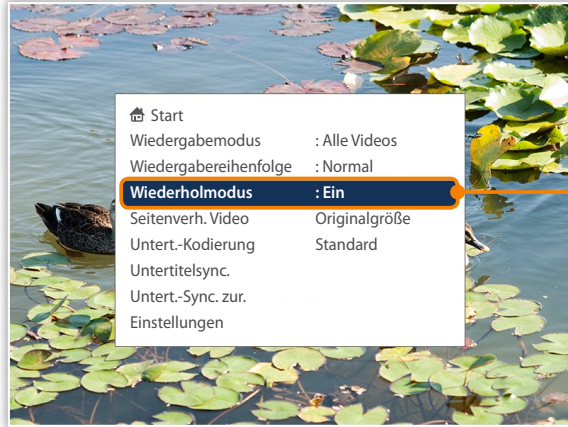 Start
Wiedergabemodus : Alle Videos
Wiedergabereihenfolge : Normal
Wiederholmodus : Ein
Seitenverh. Video Originalgröße
Untert.-Kodierung Standard
Untertitelsync.
Untert.-Sync. zur.
Einstellungen